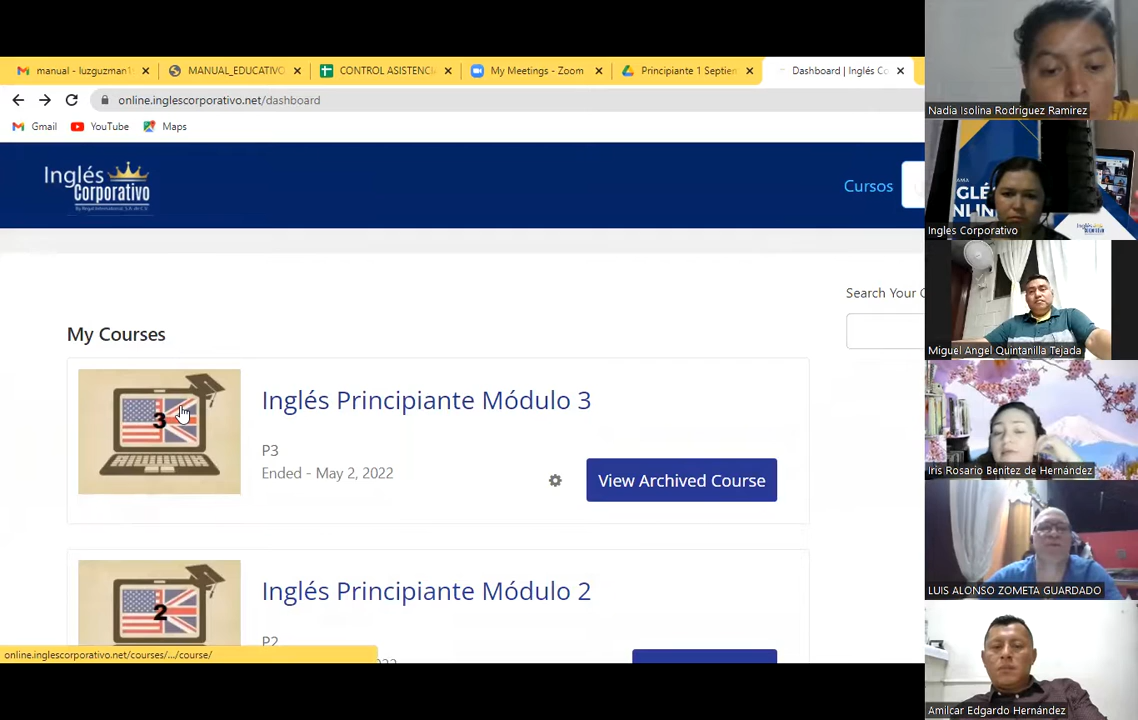 manual - luzguzman1
MANUAL_EDUCATIVO
CONTROL ASISTENCIA
My Meetings - Zoom
Principiante 1 Septien
Dashboard | Inglés Co
online.inglescorporativo.net/dashboard
Gmail
YouTube
Maps
Inglés
Corporativo
Cursos
My Courses
Search Your C
3
Inglés Principiante Módulo 3
P3
Ended - May 2, 2022
View Archived Course
2
Inglés Principiante Módulo 2
P2
online.inglescorporativo.net/courses/.../course/
Nadia Isolina Rodriguez Ramirez
Ingles Corporativo
Miguel Angel Quintanilla Tejada
Iris Rosario Benitez de Hernández
LUIS ALONSO ZOMETA GUARDADO
Amilcar Edgardo Hernández